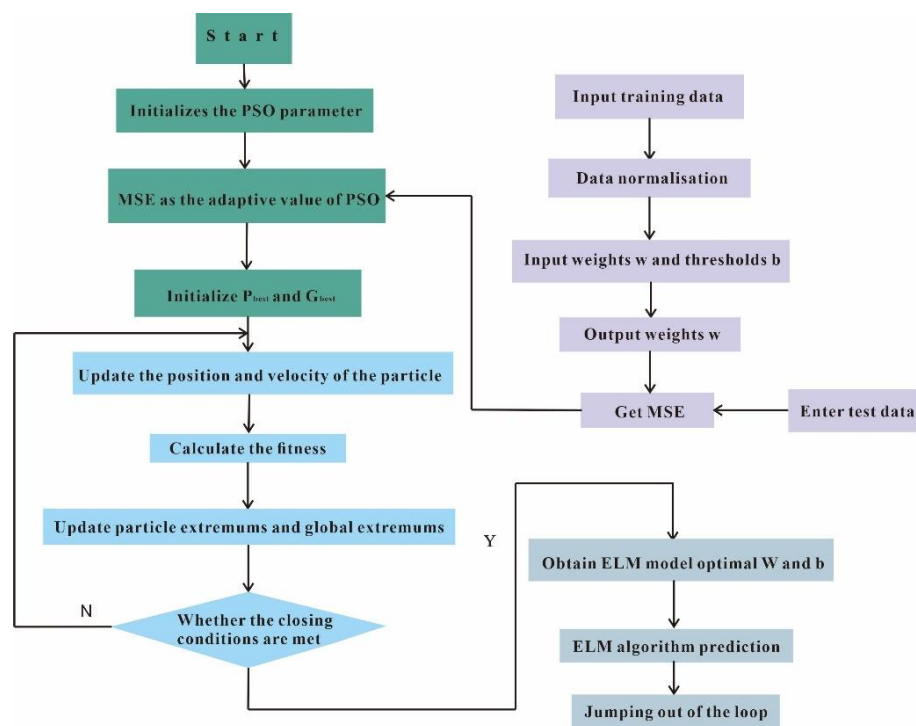 Start
Initializes the PSO parameter
MSE as the adaptive value of PSO
Initialize Pbest and Gbest
Update the position and velocity of the particle
Calculate the fitness
Update particle extremums and global extremums
Whether the closing
conditions are met
N
Y
Input training data
Data normalisation
Input weights w and thresholds b
Output weights w
Get MSE
Enter test data
Obtain ELM model optimal W and b
ELM algorithm prediction
Jumping out of the loop